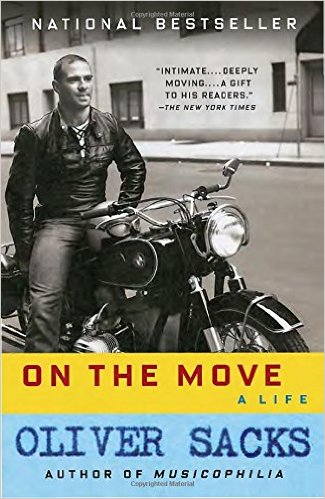 NATIONAL BESTSELLER
"INTIMATE....DEEPLY
MOVING....A GIFT TO
HIS READERS."
—THE NEW YORK TIMES
ON THE MOVE
A LIFE
OLIVER SACKS
AUTHOR OF MUSICOPHILIA